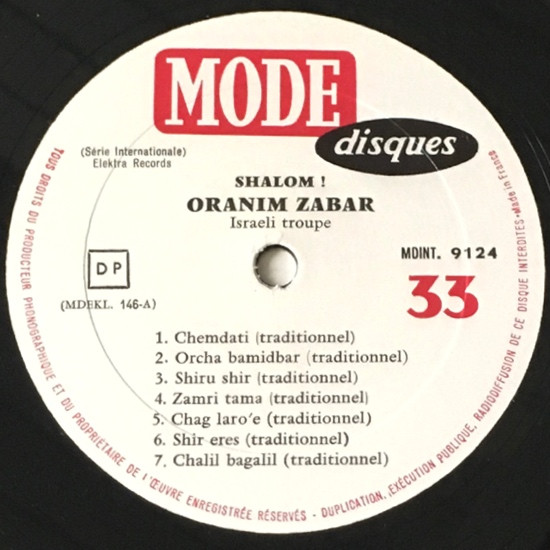 MODE
disques
(Série Internationale)
Elektra Records
SHALOM !
ORANIM ZABAR
Israeli troupe
DP
(MDEKL. 146-A)
MOINT. 9124
33
1. Chemdati (traditionnel)
2. Orcha bamidbar (traditionnel)
3. Shiru shir (traditionnel)
4. Zamri tama (traditionnel)
5. Chag laro'e (traditionnel)
6. Shir eres (traditionnel)
7. Chalil bagalil (traditionnel)
TOUS DROITS DU PRODUCTEUR PHONOGRAPHIQUE ET DU PROPRIÉTAIRE DE L'ŒUVRE ENREGISTRÉE RÉSERVÉS - DUPLICATION, EXÉCUTION PUBLIQUE, RADIODIFFUSION DE CE DISQUE INTERDITES • Made in France